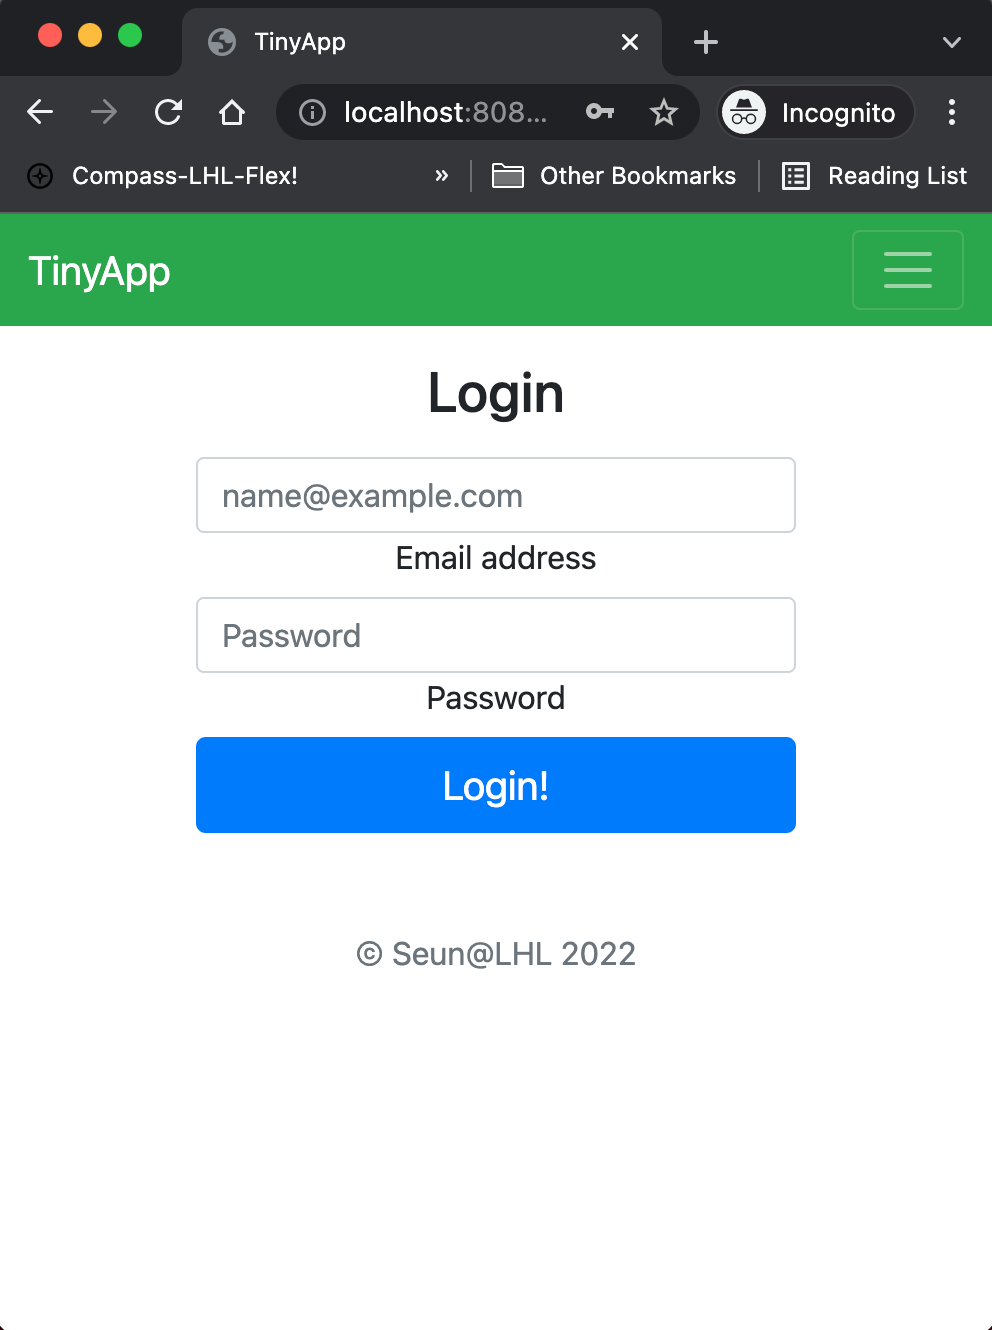 TinyApp
localhost:808...
Incognito
Compass-LHL-Flex!
»
Other Bookmarks
Reading List
TinyApp
Login
name@example.com
Email address
Password
Password
Login!
© Seun@LHL 2022